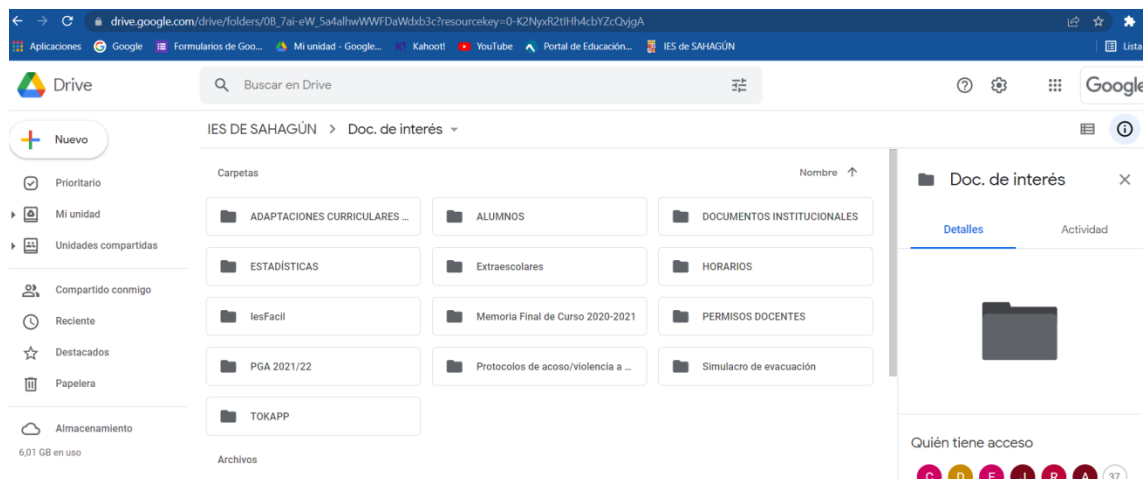 drive.google.com/drive/folders/0B_7ai-eW_5a4alhwWWFDaWdxb3c?resourcekey=0-K2NyxR2tIHh4cbYZcQvjgA
Aplicaciones Google Formularios de Goo... Mi unidad - Google... Kahoot! YouTube Portal de Educación... IES de SAHAGÚN Lista
Drive
Buscar en Drive
Google
Nuevo
IES DE SAHAGÚN > Doc. de interés
Prioritario
Mi unidad
Unidades compartidas
Compartido conmigo
Reciente
Destacados
Papelera
Almacenamiento
6,01 GB en uso
Carpetas Nombre
ADAPTACIONES CURRICULARES ... ALUMNOS DOCUMENTOS INSTITUCIONALES
ESTADÍSTICAS Extraescolares HORARIOS
IesFacil Memoria Final de Curso 2020-2021 PERMISOS DOCENTES
PGA 2021/22 Protocolos de acoso/violencia a ... Simulacro de evacuación
TOKAPP
Archivos
Doc. de interés
Detalles Actividad
Quién tiene acceso
C D E J R A 37